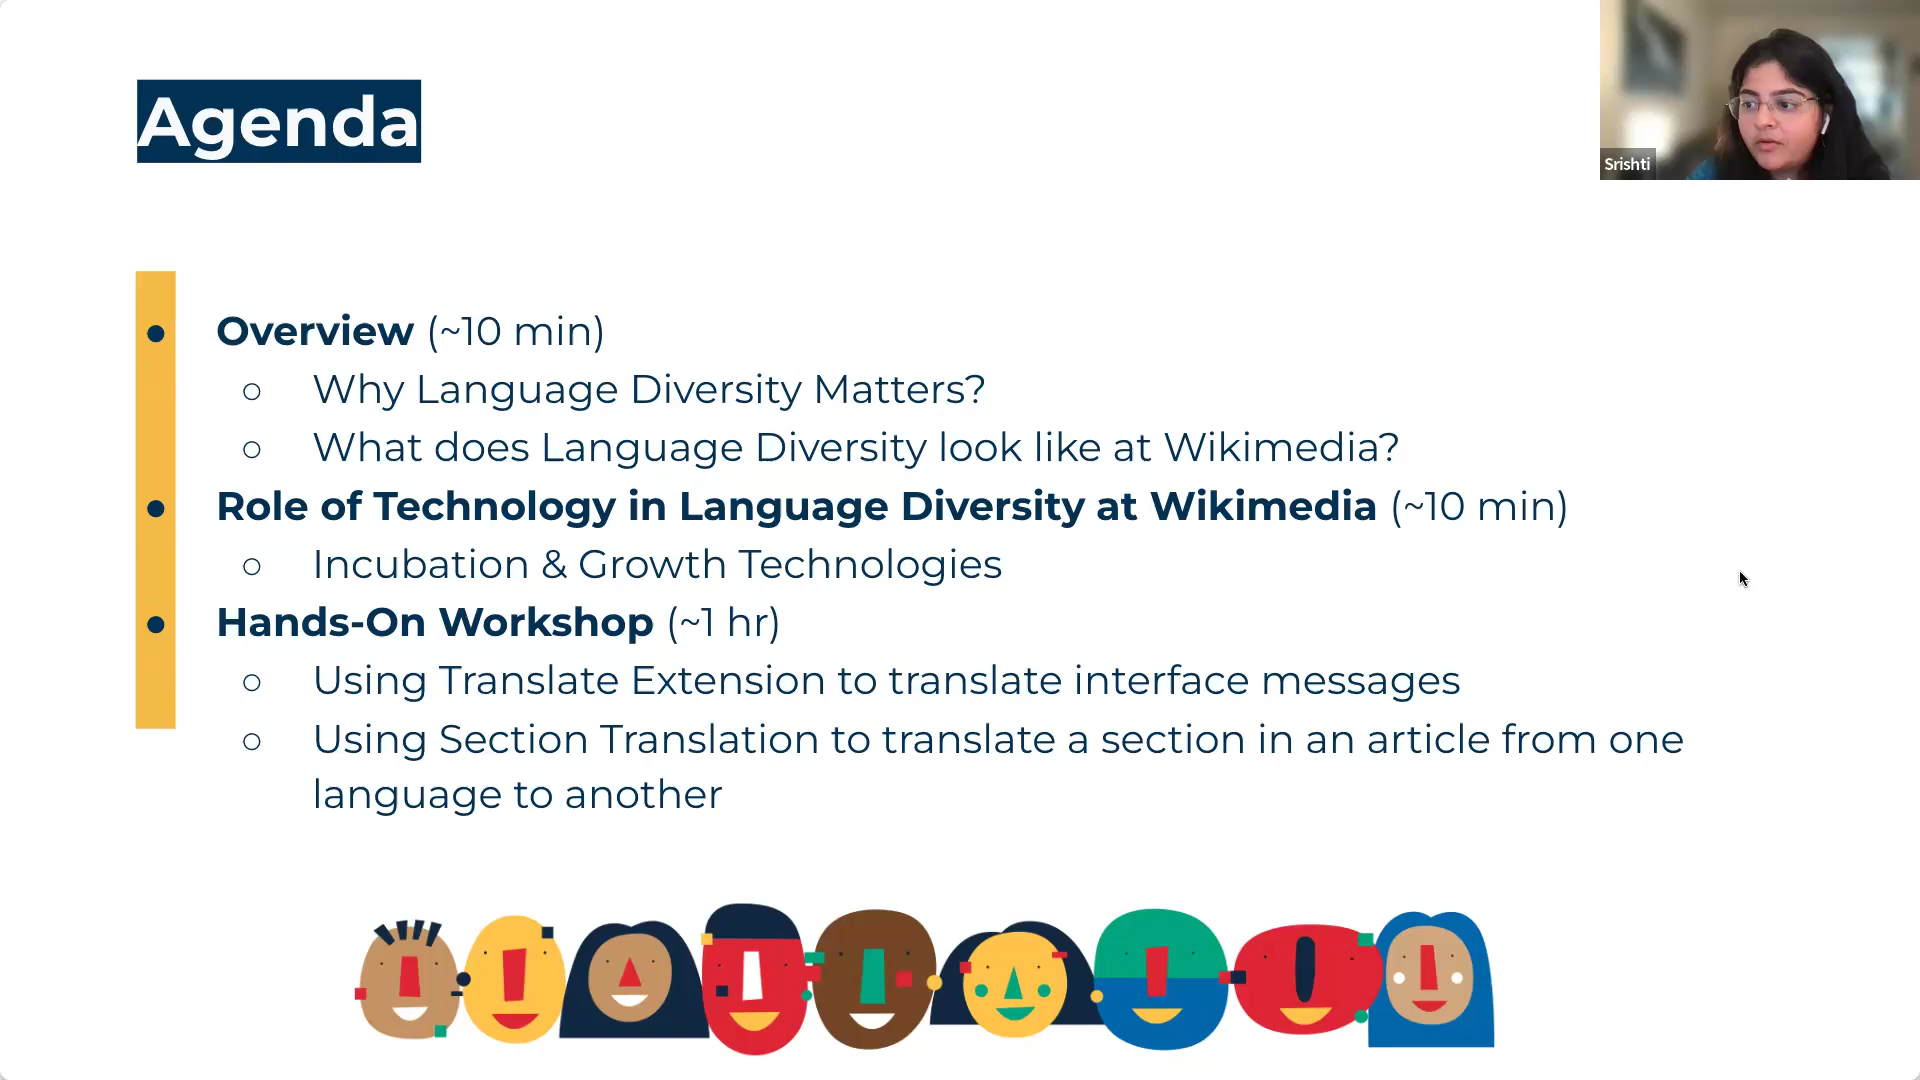 Agenda
Srishti
● Overview (~10 min)
○ Why Language Diversity Matters?
○ What does Language Diversity look like at Wikimedia?
● Role of Technology in Language Diversity at Wikimedia (~10 min)
○ Incubation & Growth Technologies
● Hands-On Workshop (~1 hr)
○ Using Translate Extension to translate interface messages
○ Using Section Translation to translate a section in an article from one
language to another